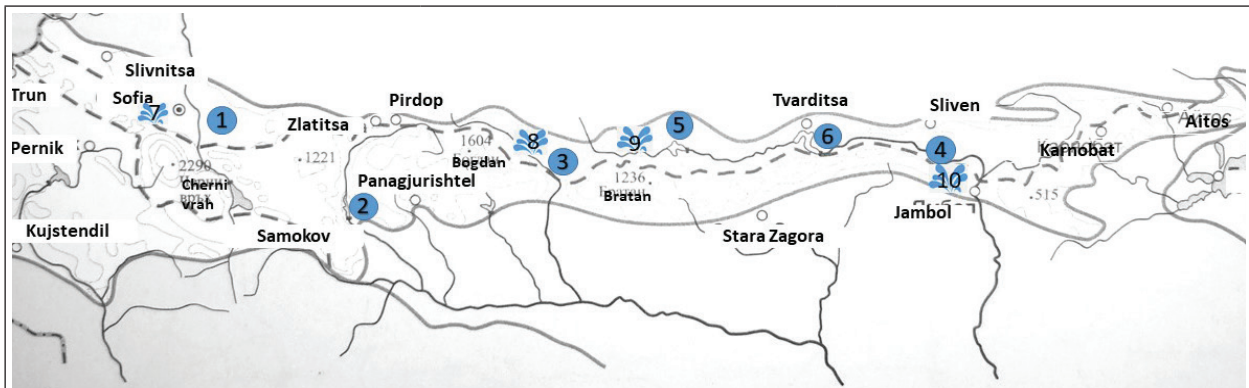 Slivnitsa
Trun
Sofia
7
1
Zlatitsa
Pirdop
8
9
5
Tvarditsa
6
Sliven
4
Aitos
Pernik
2290
Cherni
vrah
1221
1604
Bogdan
3
1236
Bratan
10
Karnobat
515
Panagjurishtel
2
Kujstendil
Samokov
Stara Zagora
Jambol